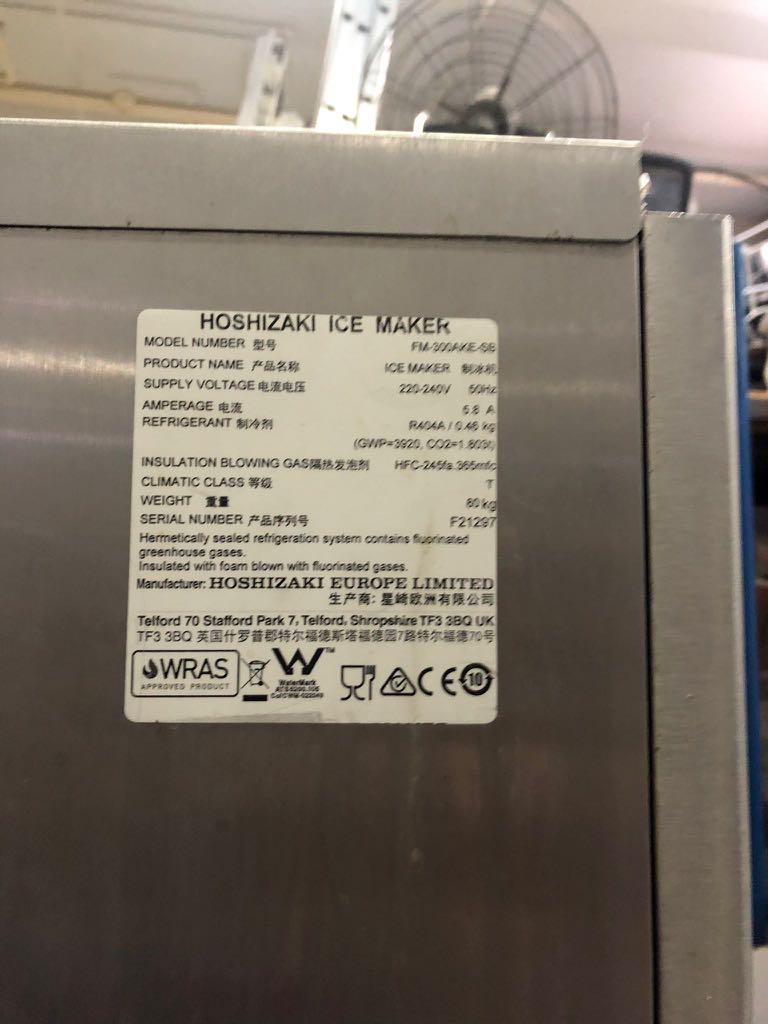 HOSHIZAKI ICE MAKER
MODEL NUMBER 型号 FM-300AKE-SB
PRODUCT NAME 产品名称 ICE MAKER 制冰机
SUPPLY VOLTAGE 电流电压 220-240V 50Hz
AMPERAGE 电流 5.8 A
REFRIGERANT 制冷剂 R404A / 0.46 kg
(GWP=3920, CO2=1.803t)
INSULATION BLOWING GAS隔热发泡剂 HFC-245fa.365mfc
CLIMATIC CLASS 等级 T
WEIGHT 重量 80 kg
SERIAL NUMBER 产品序列号 F21297
Hermetically sealed refrigeration system contains fluorinated
greenhouse gases.
Insulated with foam blown with fluorinated gases.
Manufacturer: HOSHIZAKI EUROPE LIMITED
生产商: 星崎欧洲有限公司
Telford 70 Stafford Park 7, Telford, Shropshire TF3 3BQ UK
TF3 3BQ 英国什罗普郡特尔福德斯塔福德园7路特尔福德70号
WRAS
APPROVED PRODUCT
W TM
WaterMark
CE 10